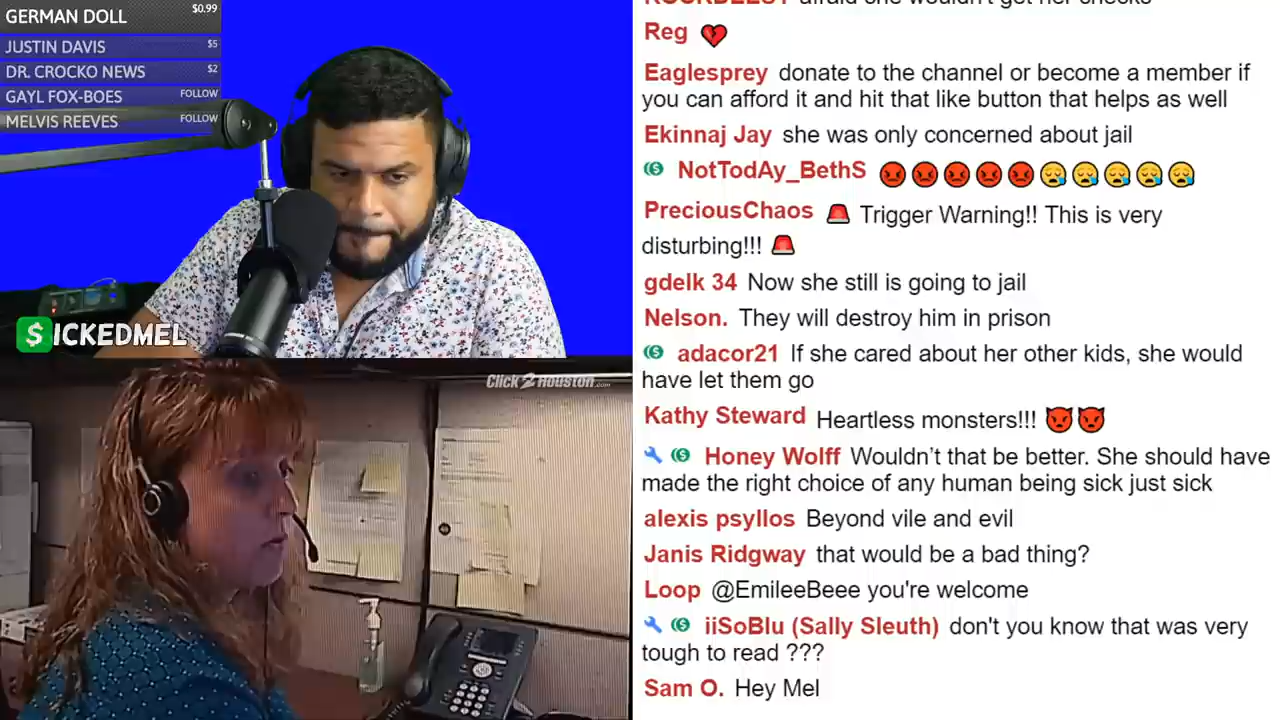 GERMAN DOLL $0.99
JUSTIN DAVIS $5
DR. CROCKO NEWS $2
GAYL FOX-BOES FOLLOW
MELVIS REEVES FOLLOW
$ICKEDMEL
Click2Houston.com
afraid she wouldn't get her checks
Reg
Eaglesprey donate to the channel or become a member if
you can afford it and hit that like button that helps as well
Ekinnaj Jay she was only concerned about jail
NotTodAy_BethS
PreciousChaos Trigger Warning!! This is very
disturbing!!!
gdelk 34 Now she still is going to jail
Nelson. They will destroy him in prison
adacor21 If she cared about her other kids, she would
have let them go
Kathy Steward Heartless monsters!!!
Honey Wolff Wouldn't that be better. She should have
made the right choice of any human being sick just sick
alexis psyllos Beyond vile and evil
Janis Ridgway that would be a bad thing?
Loop @EmileeBeee you're welcome
iiSoBlu (Sally Sleuth) don't you know that was very
tough to read ???
Sam O. Hey Mel